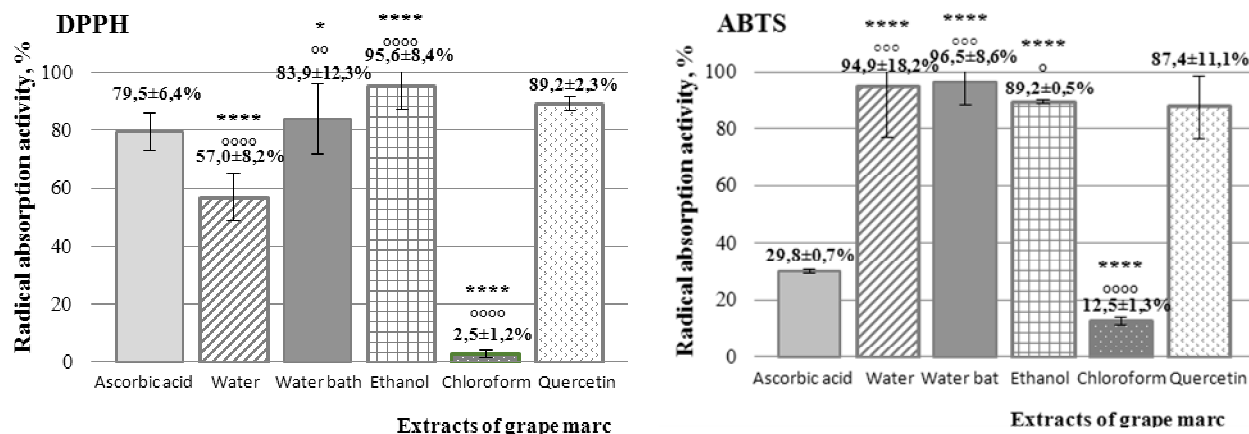 DPPH
Radical absorption activity, %
100
80
60
40
20
0
79,5±6,4%
****
oooo
57,0±8,2%
*
oo
83,9±12,3%
****
oooo
95,6±8,4%
****
oooo
2,5±1,2%
89,2±2,3%
Ascorbic acid Water Water bath Ethanol Chloroform Quercetin
Extracts of grape marc
ABTS
Radical absorption activity, %
100
80
60
40
20
0
29,8±0,7%
****
ooo
94,9±18,2%
****
ooo
96,5±8,6%
****
o
89,2±0,5%
****
oooo
12,5±1,3%
87,4±11,1%
Ascorbic acid Water Water bat Ethanol Chloroform Quercetin
Extracts of grape marc